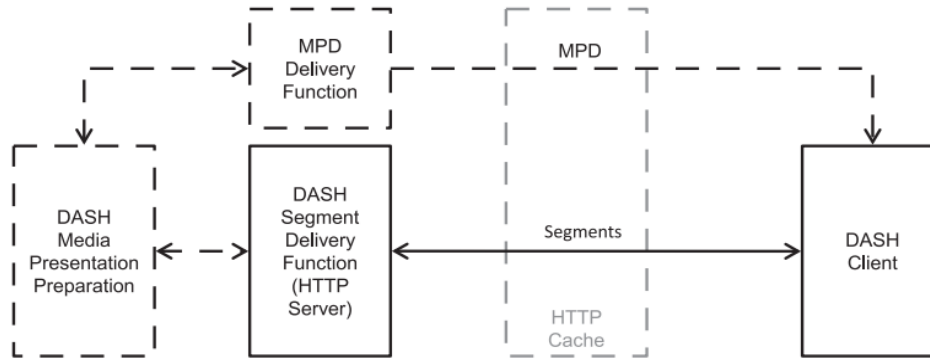 MPD
Delivery
Function
MPD
DASH
Media
Presentation
Preparation
DASH
Segment
Delivery
Function
(HTTP
Server)
Segments
HTTP
Cache
DASH
Client